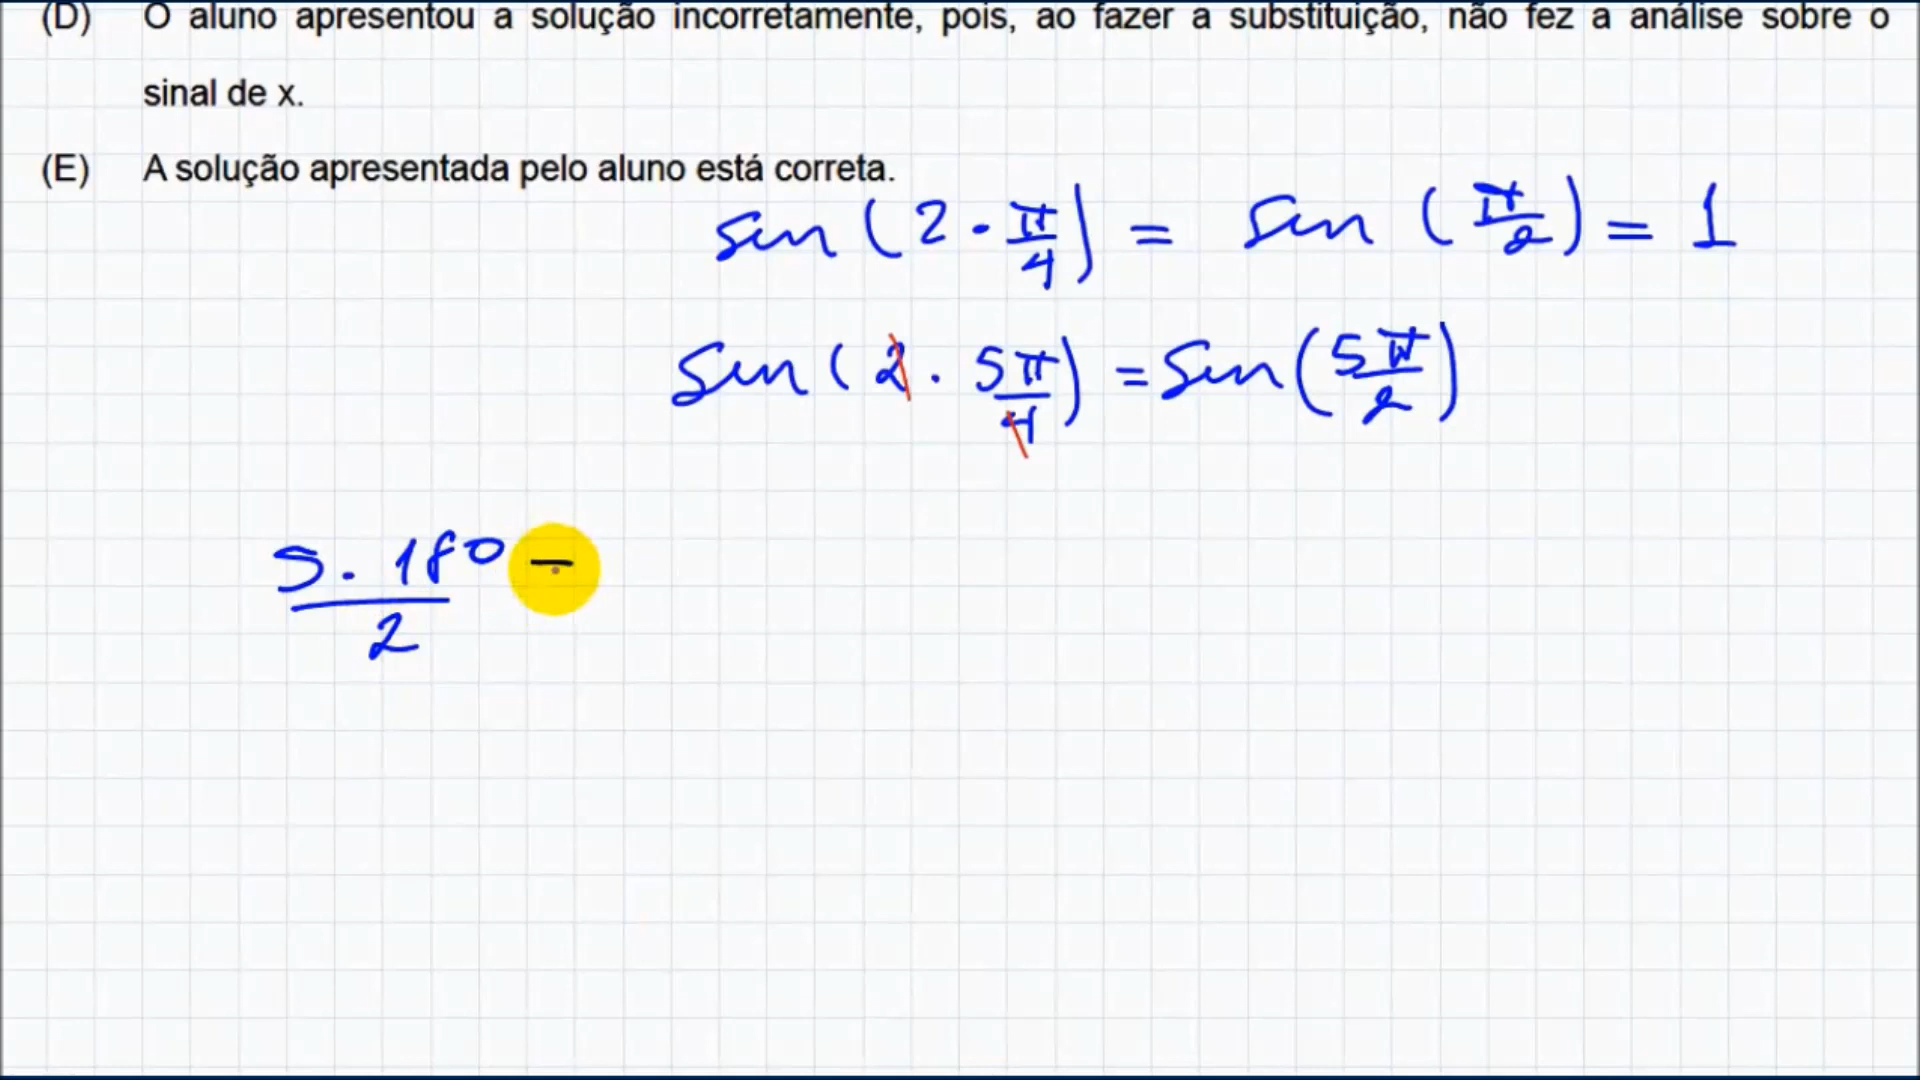 (D) O aluno apresentou a solução incorretamente, pois, ao fazer a substituição, não fez a análise sobre o
sinal de x.
(E) A solução apresentada pelo aluno está correta.
sen (2 · π/4) = sen (π/2) = 1
sen (2 · 5π/4) = sen (5π/2)
5 · 180 / 2 =